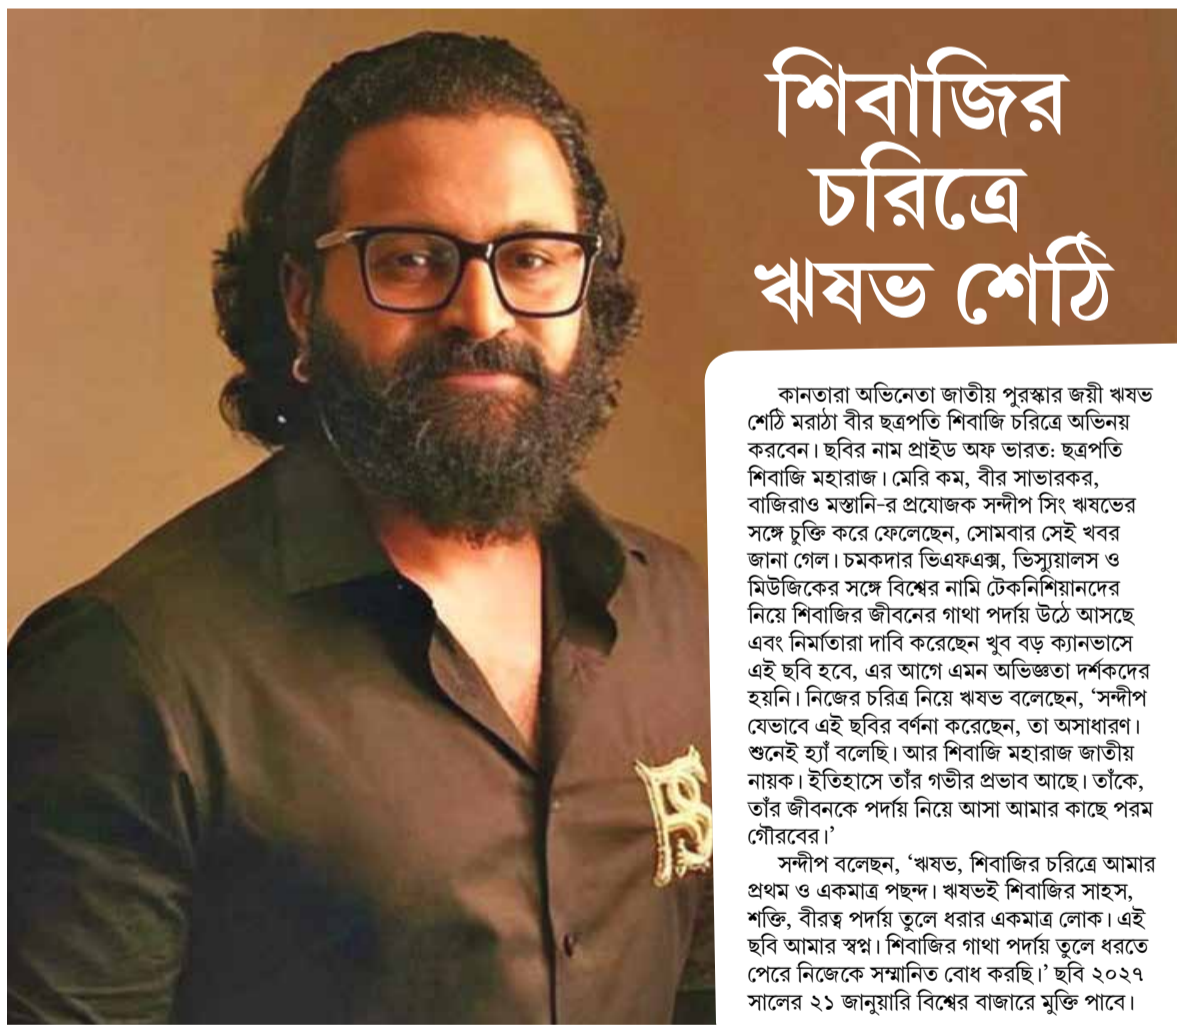 শিবাজির
চরিত্রে
ঋষভ শেঠি
কানতারা অভিনেতা জাতীয় পুরস্কার জয়ী ঋষভ
শেঠি মরাঠা বীর ছত্রপতি শিবাজি চরিত্রে অভিনয়
করবেন। ছবির নাম প্রাইড অফ ভারত: ছত্রপতি
শিবাজি মহারাজ। মেরি কম, বীর সাভারকর,
বাজিরাও মস্তানি-র প্রযোজক সন্দীপ সিং ঋষভের
সঙ্গে চুক্তি করে ফেলেছেন, সোমবার সেই খবর
জানা গেল। চমকদার ভিএফএক্স, ভিস্যুয়ালস ও
মিউজিকের সঙ্গে বিশ্বের নামি টেকনিশিয়ানদের
নিয়ে শিবাজির জীবনের গাথা পর্দায় উঠে আসছে
এবং নির্মাতারা দাবি করেছেন খুব বড় ক্যানভাসে
এই ছবি হবে, এর আগে এমন অভিজ্ঞতা দর্শকদের
হয়নি। নিজের চরিত্র নিয়ে ঋষভ বলেছেন, ‘সন্দীপ
যেভাবে এই ছবির বর্ণনা করেছেন, তা অসাধারণ।
শুনেই হ্যাঁ বলেছি। আর শিবাজি মহারাজ জাতীয়
নায়ক। ইতিহাসে তাঁর গভীর প্রভাব আছে। তাঁকে,
তাঁর জীবনকে পর্দায় নিয়ে আসা আমার কাছে পরম
গৌরবের।’
সন্দীপ বলেছন, ‘ঋষভ, শিবাজির চরিত্রে আমার
প্রথম ও একমাত্র পছন্দ। ঋষভই শিবাজির সাহস,
শক্তি, বীরত্ব পর্দায় তুলে ধরার একমাত্র লোক। এই
ছবি আমার স্বপ্ন। শিবাজির গাথা পর্দায় তুলে ধরতে
পেরে নিজেকে সম্মানিত বোধ করছি।’ ছবি ২০২৭
সালের ২১ জানুয়ারি বিশ্বের বাজারে মুক্তি পাবে।